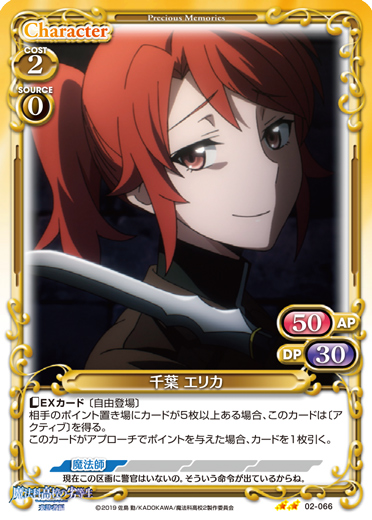 Precious Memories
Character
COST
2
SOURCE
0
50 AP
DP 30
千葉 エリカ
EXカード〔自由登場〕
相手のポイント置き場にカードが5枚以上ある場合、このカードは〔ア
クティブ〕を得る。
このカードがアプローチでポイントを与えた場合、カードを1枚引く。
魔法師
現在この区画に警官はいないの。そういう命令が出ているからね。
魔法科高校の劣等生
来訪者編
©2019 佐島 勤/KADOKAWA/魔法科高校2製作委員会
02-066